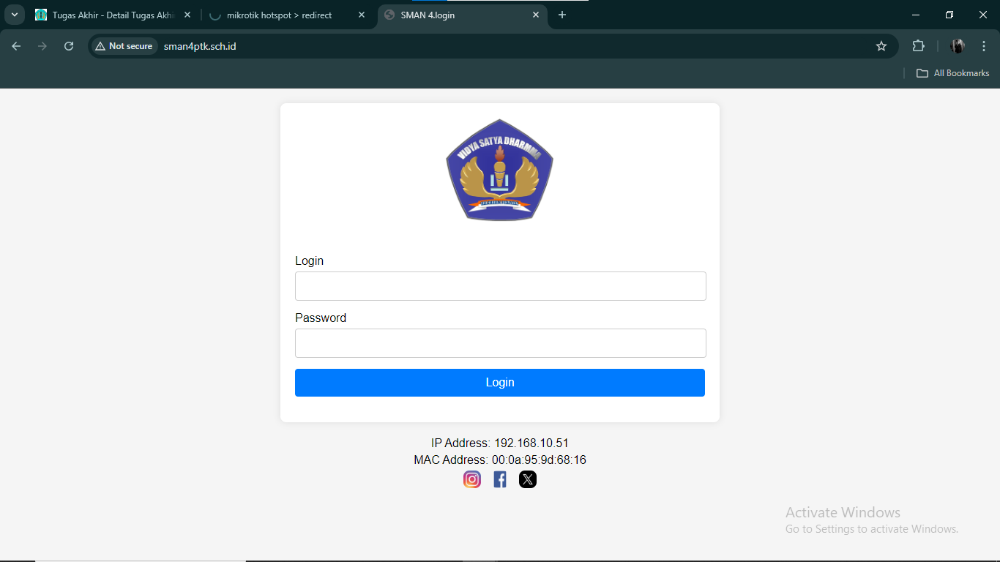 Tugas Akhir - Detail Tugas Akhi
mikrotik hotspot > redirect
SMAN 4.login
Not secure
sman4ptk.sch.id
All Bookmarks
VIDYA SATYA DHARMMA
Login
Password
Login
IP Address: 192.168.10.51
MAC Address: 00:0a:95:9d:68:16
Activate Windows
Go to Settings to activate Windows.